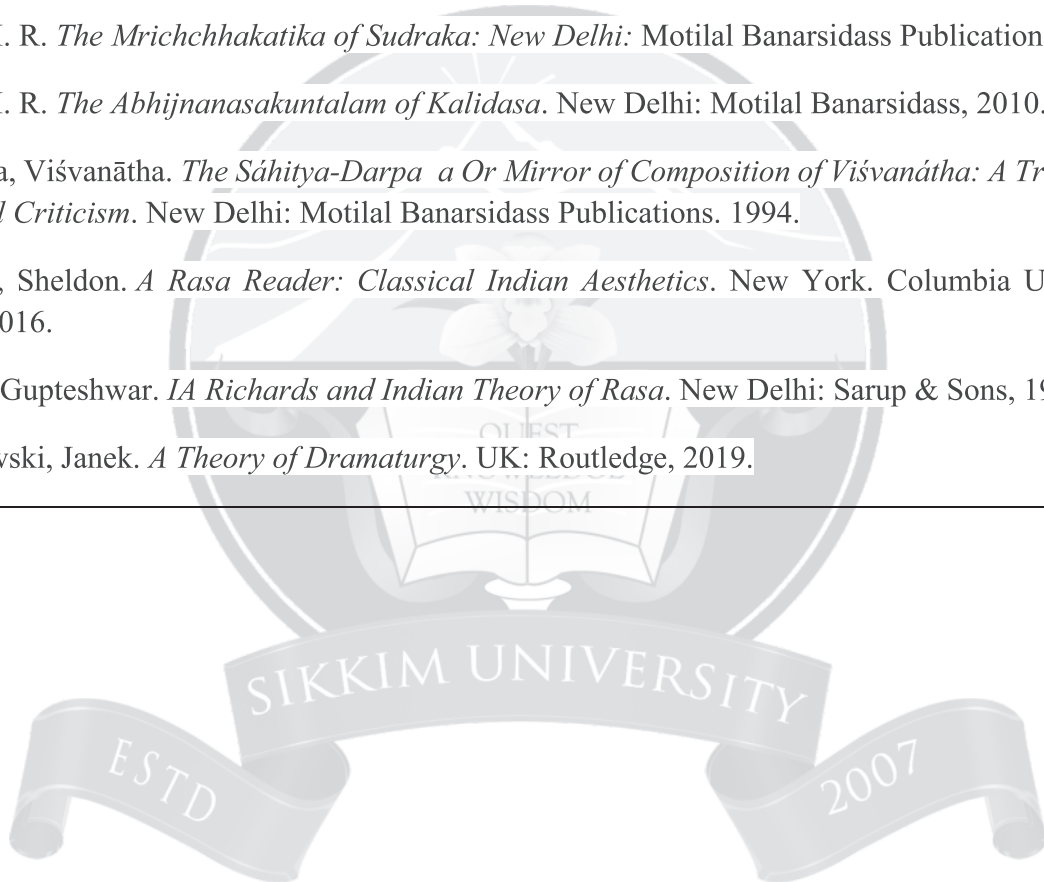 . R. The Mrichchhakatika of Sudraka: New Delhi: Motilal Banarsidass Publication
. R. The Abhijnanasakuntalam of Kalidasa. New Delhi: Motilal Banarsidass, 2010.
a, Viśvanātha. The Sáhitya-Darpa a Or Mirror of Composition of Viśvanátha: A Tr
l Criticism. New Delhi: Motilal Banarsidass Publications. 1994.
, Sheldon. A Rasa Reader: Classical Indian Aesthetics. New York. Columbia U
016.
Gupteshwar. IA Richards and Indian Theory of Rasa. New Delhi: Sarup & Sons, 19
vski, Janek. A Theory of Dramaturgy. UK: Routledge, 2019.
QUEST
KNOWLEDGE
WISDOM
SIKKIM UNIVERSITY
ESTD
2007